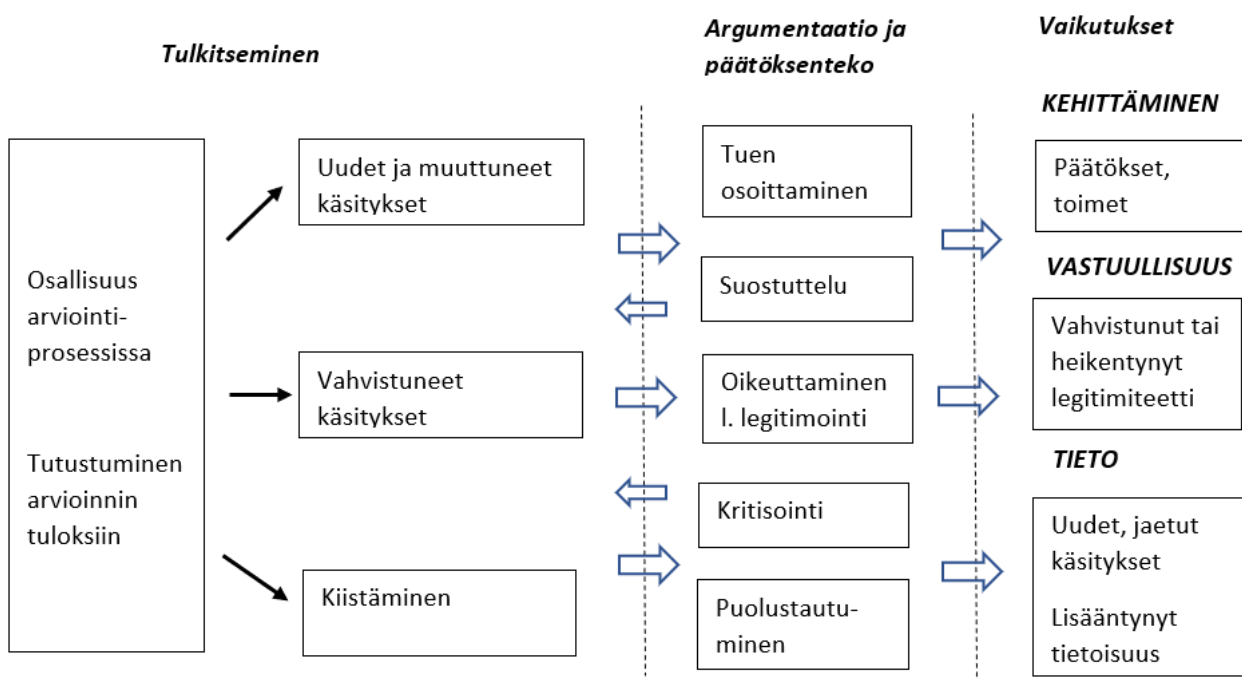 Tulkitseminen
Osallisuus
arviointi-
prosessissa
Tutustuminen
arvioinnin
tuloksiin
Uudet ja muuttuneet
käsitykset
Vahvistuneet
käsitykset
Kiistäminen
Argumentaatio ja
päätöksenteko
Tuen
osoittaminen
Suostuttelu
Oikeuttaminen
l. legitimointi
Kritisointi
Puolustautu-
minen
Vaikutukset
KEHITTÄMINEN
Päätökset,
toimet
VASTUULLISUUS
Vahvistunut tai
heikentynyt
legitimiteetti
TIETO
Uudet, jaetut
käsitykset
Lisääntynyt
tietoisuus